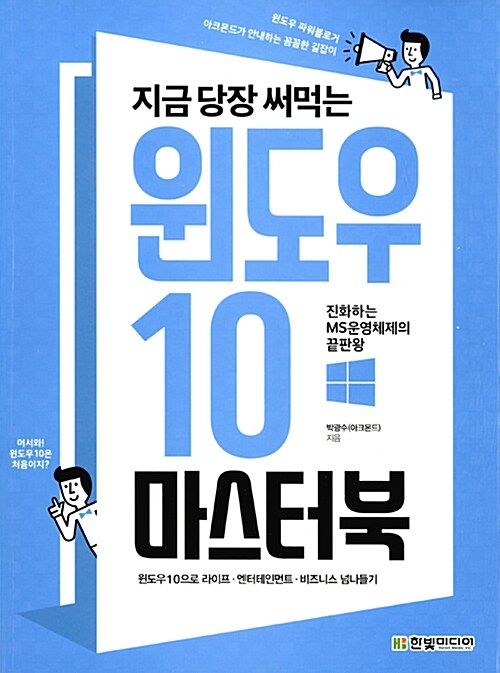 윈도우 파워블로거
아크몬드가 안내하는 꼼꼼한 길잡이
지금 당장 써먹는
윈도우
10
진화하는
MS운영체제의
끝판왕
박광수(아크몬드)
지음
어서와!
윈도우10은
처음이지?
마스터북
윈도우10으로 라이프·엔터테인먼트·비즈니스 넘나들기
HB 한빛미디어